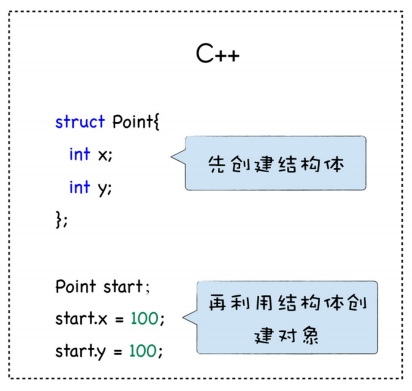 C++
struct Point{
int x;
先创建结构体
int y;
};
Point start;
再利用结构体创
start.x = 100;
建对象
start.y = 100;